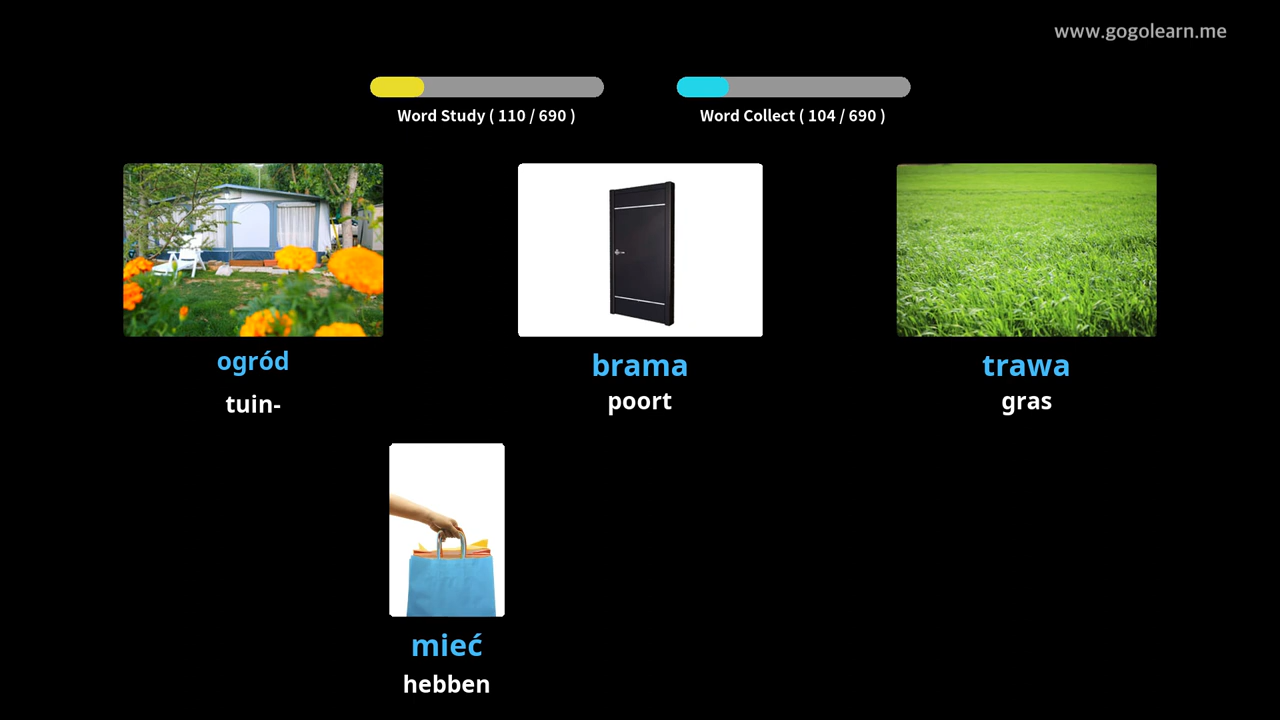 www.gogolearn.me
Word Study ( 110 / 690 )
Word Collect ( 104 / 690 )
ogród
tuin-
brama
poort
trawa
gras
mieć
hebben